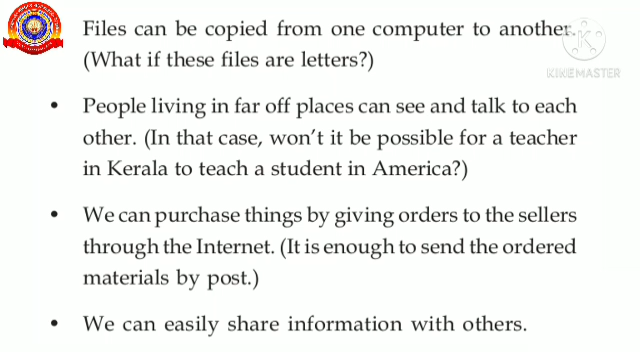 Files can be copied from one computer to another.
(What if these files are letters?)
KINEMASTER
• People living in far off places can see and talk to each
other. (In that case, won't it be possible for a teacher
in Kerala to teach a student in America?)
• We can purchase things by giving orders to the sellers
through the Internet. (It is enough to send the ordered
materials by post.)
• We can easily share information with others.